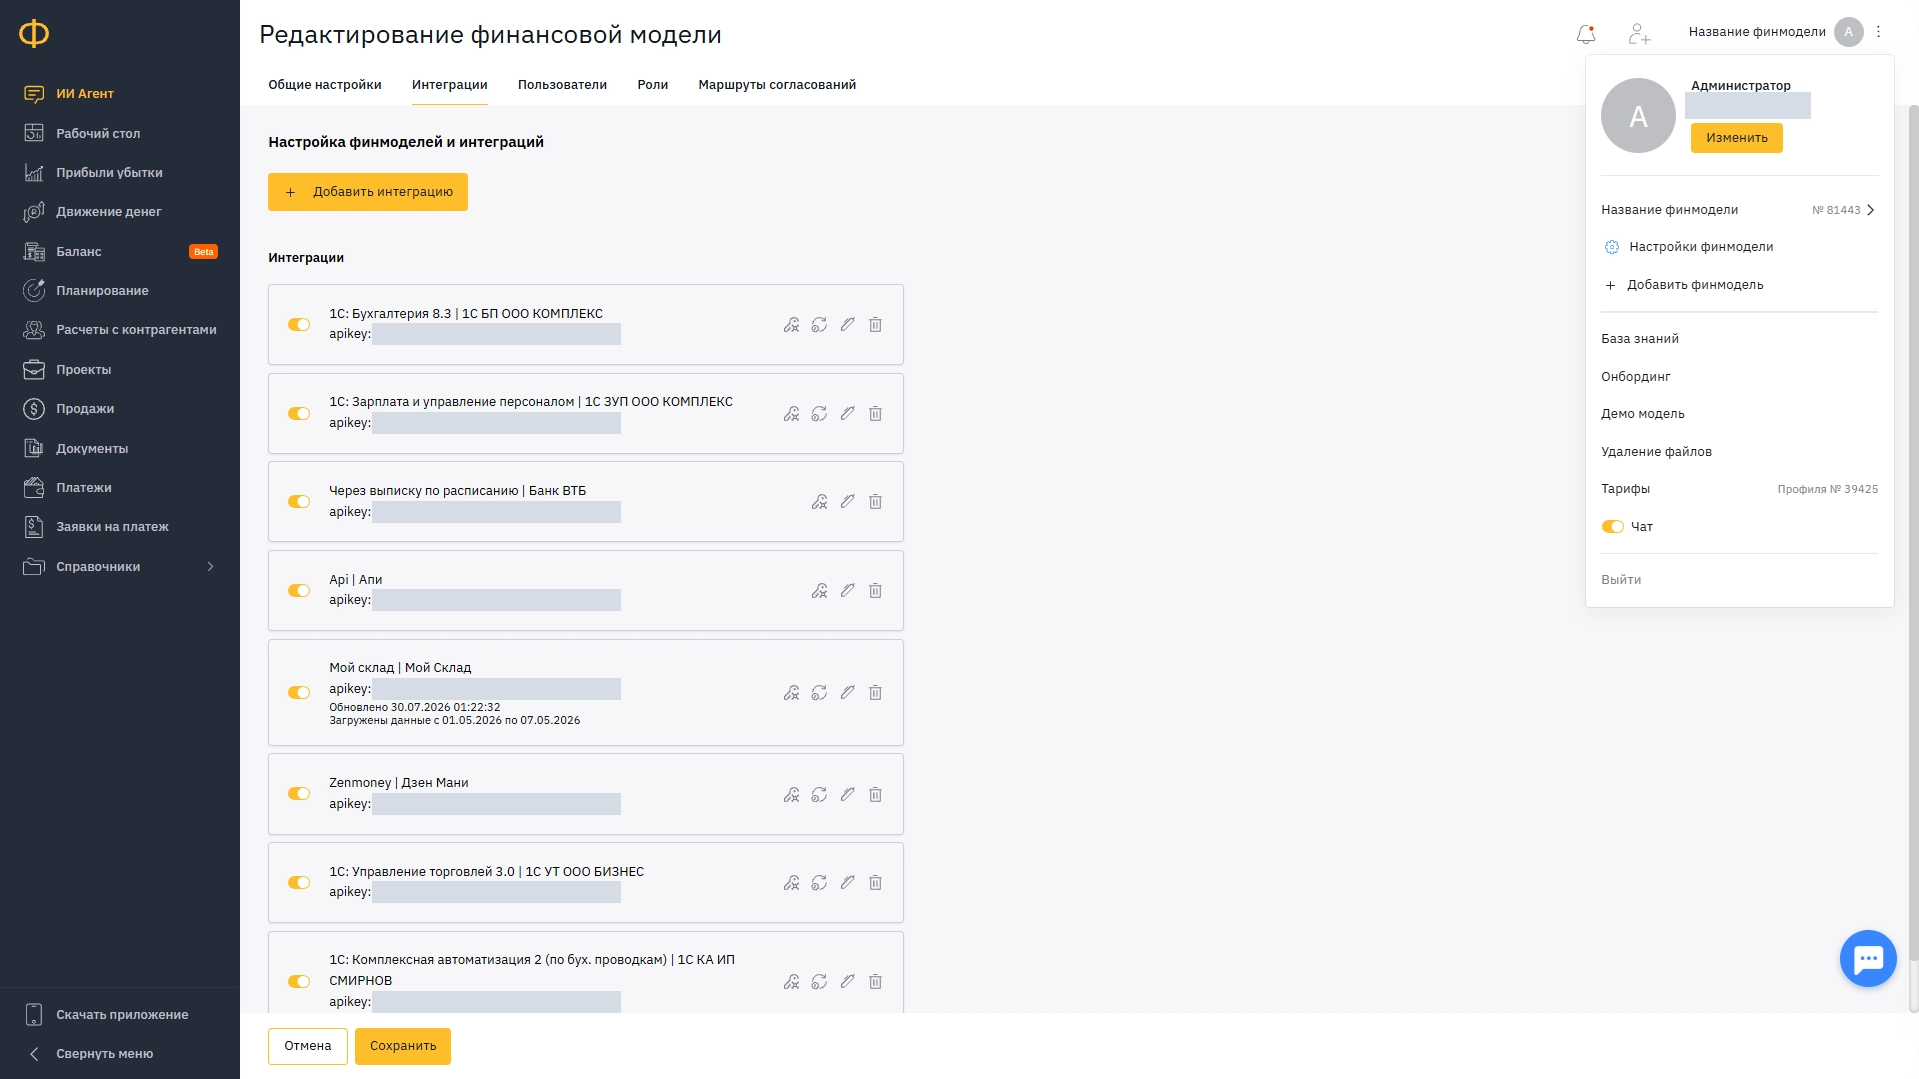 Ф
ИИ Агент
Рабочий стол
Прибыли убытки
Движение денег
Баланс
Beta
Планирование
Расчеты с контрагентами
Проекты
Продажи
Документы
Платежи
Заявки на платеж
Справочники
Скачать приложение
Свернуть меню
Редактирование финансовой модели
Название финмодели
А
Общие настройки
Интеграции
Пользователи
Роли
Маршруты согласований
Настройка финмоделей и интеграций
+ Добавить интеграцию
Интеграции
1С: Бухгалтерия 8.3 | 1С БП ООО КОМПЛЕКС
apikey:
1С: Зарплата и управление персоналом | 1С ЗУП ООО КОМПЛЕКС
apikey:
Через выписку по расписанию | Банк ВТБ
apikey:
Api | Апи
apikey:
Мой склад | Мой Склад
apikey:
Обновлено 30.07.2026 01:22:32
Загружены данные с 01.05.2026 по 07.05.2026
Zenmoney | Дзен Мани
apikey:
1С: Управление торговлей 3.0 | 1С УТ ООО БИЗНЕС
apikey:
1С: Комплексная автоматизация 2 (по бух. проводкам) | 1С КА ИП
СМИРНОВ
apikey:
Отмена
Сохранить
А
Администратор
Изменить
Название финмодели № 81443
Настройки финмодели
+ Добавить финмодель
База знаний
Онбординг
Демо модель
Удаление файлов
Тарифы Профиля № 39425
Чат
Выйти